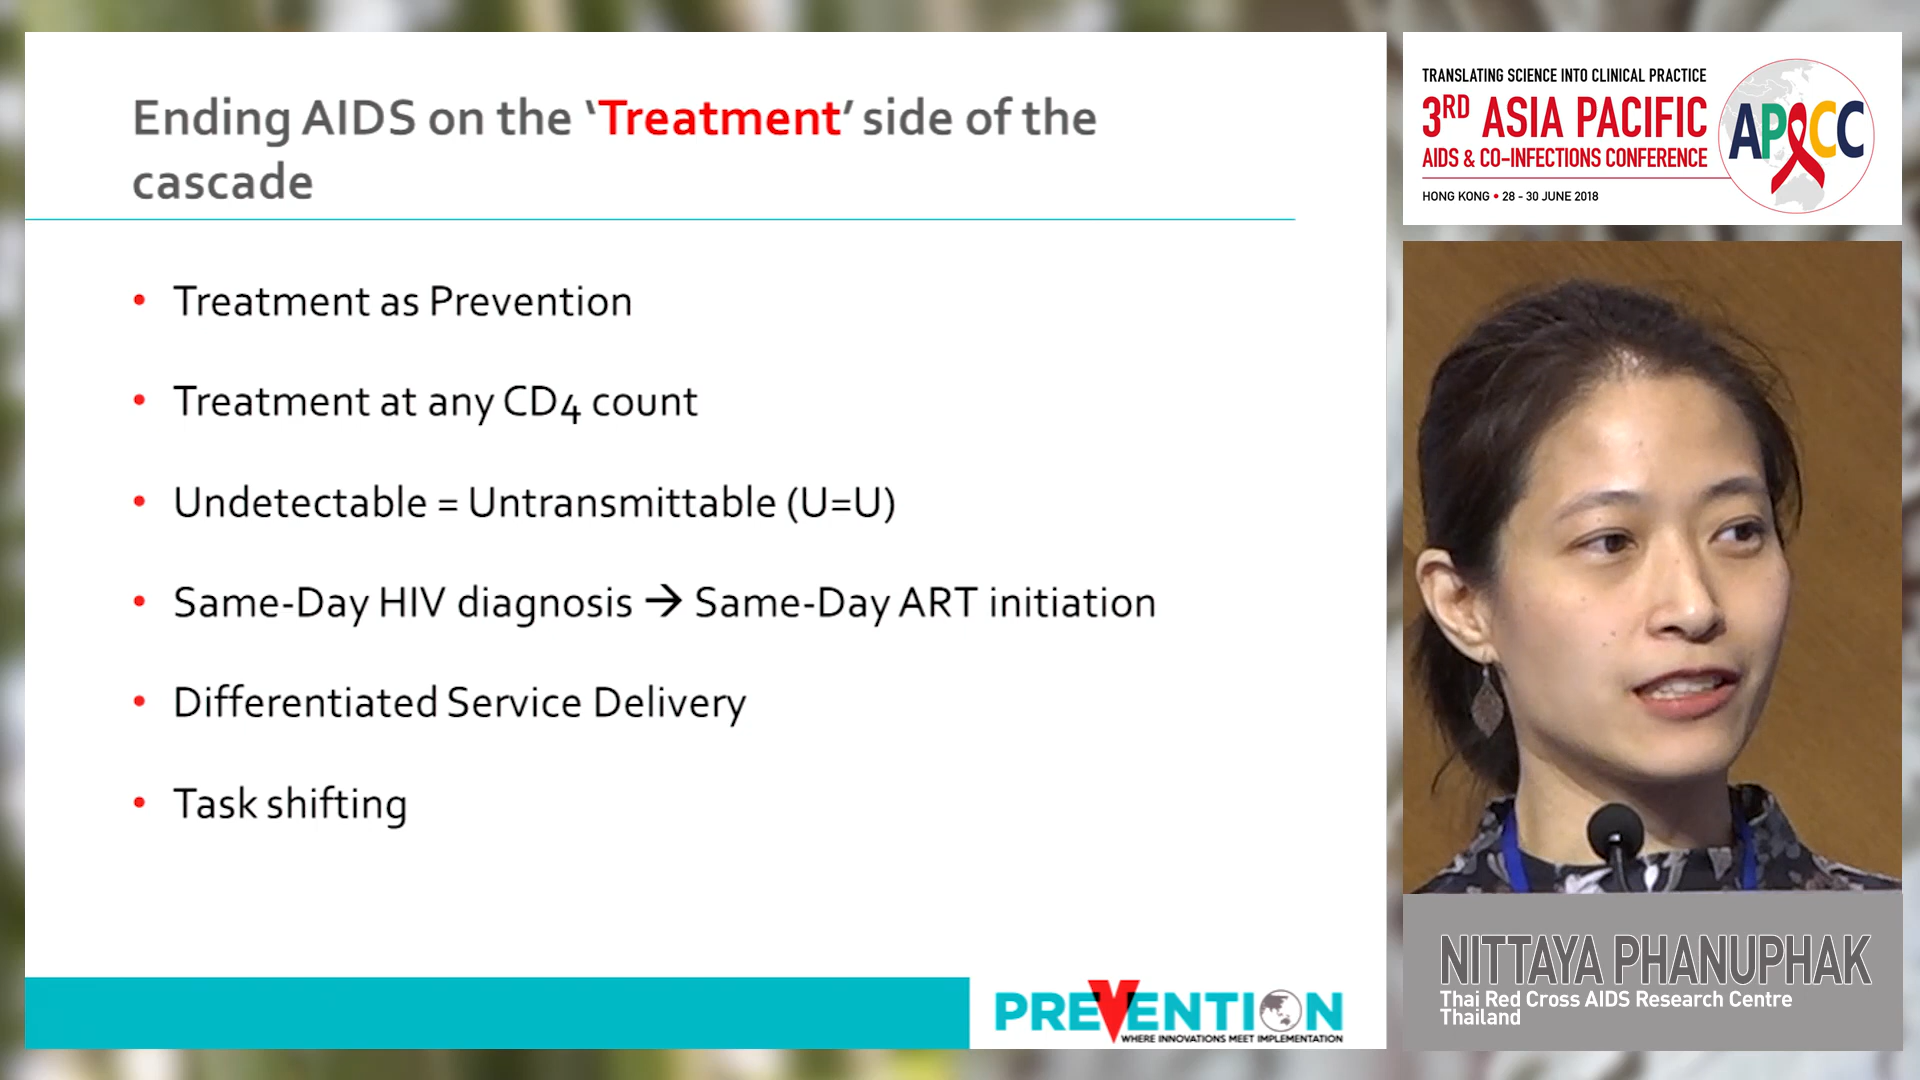 Ending AIDS on the ‘Treatment’ side of the
cascade
• Treatment as Prevention
• Treatment at any CD4 count
• Undetectable = Untransmittable (U=U)
• Same-Day HIV diagnosis → Same-Day ART initiation
• Differentiated Service Delivery
• Task shifting
PREVENTION
WHERE INNOVATIONS MEET IMPLEMENTATION
TRANSLATING SCIENCE INTO CLINICAL PRACTICE
3RD ASIA PACIFIC
AIDS & CO-INFECTIONS CONFERENCE
HONG KONG • 28 - 30 JUNE 2018
APACC
NITTAYA PHANUPHAK
Thai Red Cross AIDS Research Centre
Thailand